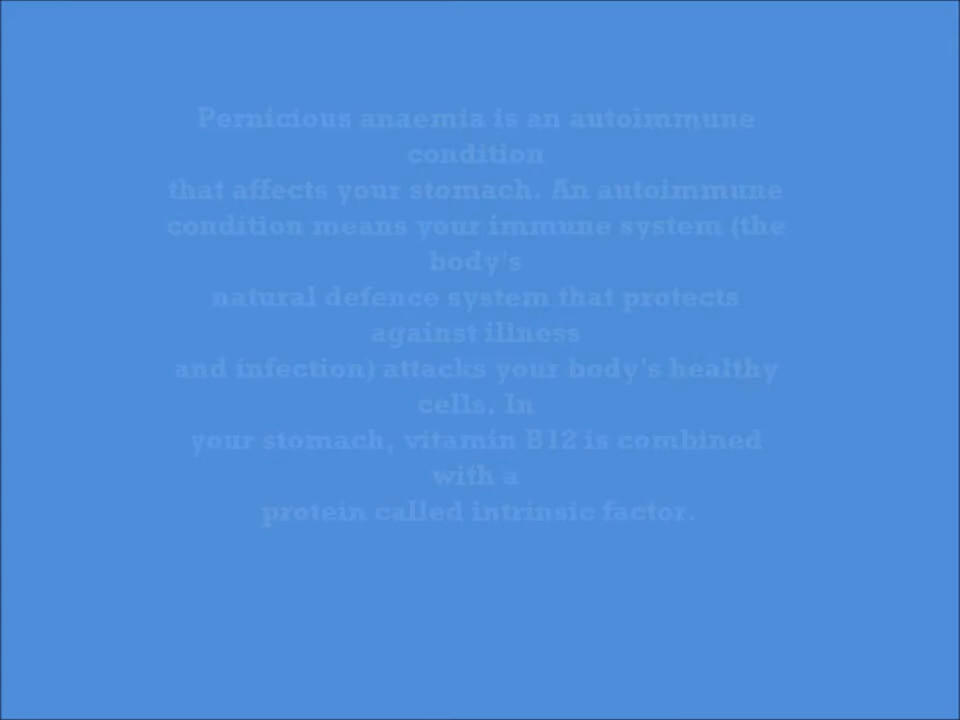 Pernicious anaemia is an autoimmune
condition
that affects your stomach. An autoimmune
condition means your immune system (the
body's
natural defence system that protects
against illness
and infection) attacks your body's healthy
cells. In
your stomach, vitamin B12 is combined
with a
protein called intrinsic factor.